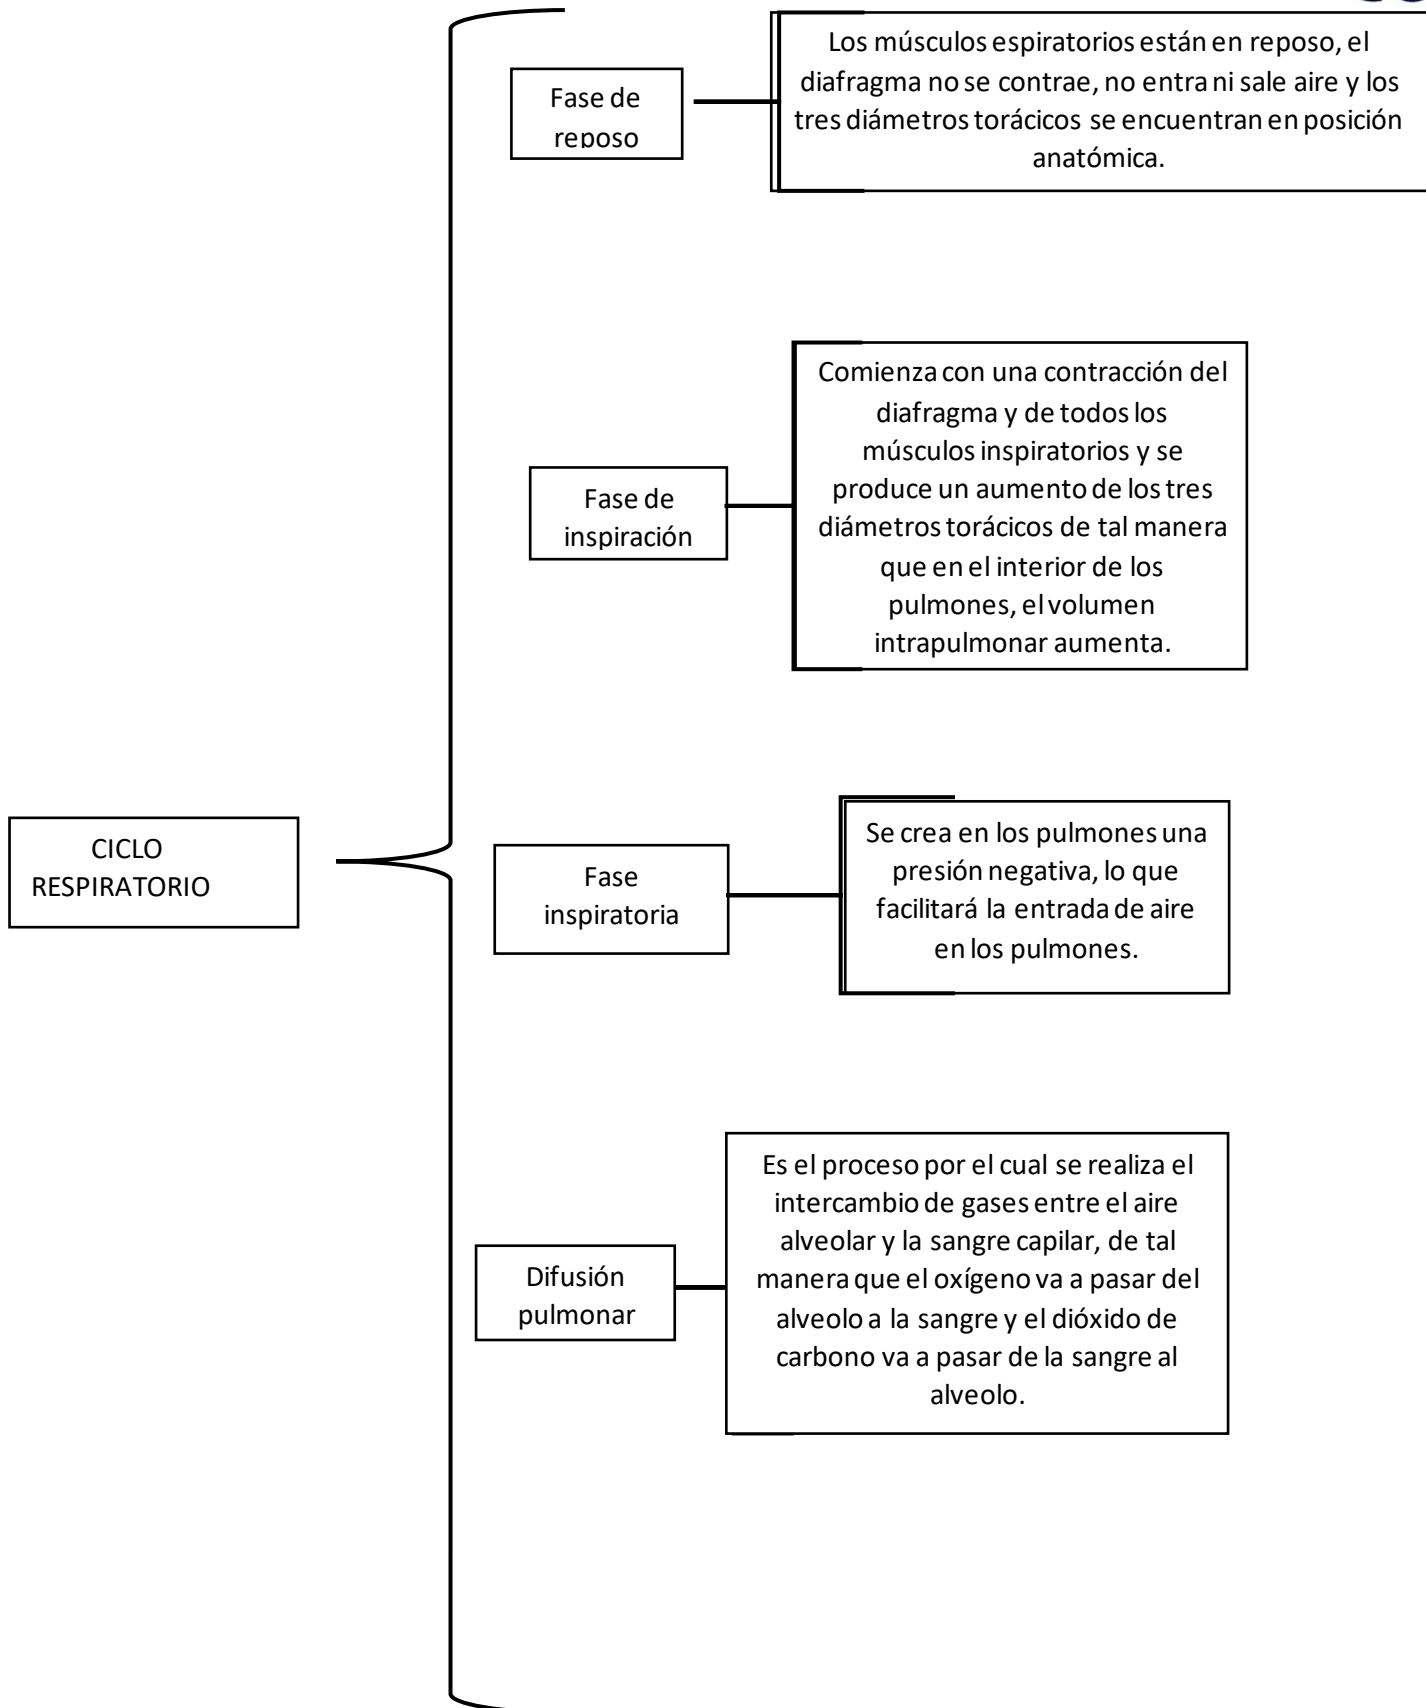 Los músculos espiratorios están en reposo, el
diafragma no se contrae, no entra ni sale aire y los
tres diámetros torácicos se encuentran en posición
anatómica.
Fase de
reposo
Comienza con una contracción del
diafragma y de todos los
músculos inspiratorios y se
produce un aumento de los tres
diámetros torácicos de tal manera
que en el interior de los
pulmones, el volumen
intrapulmonar aumenta.
Fase de
inspiración
CICLO
RESPIRATORIO
Fase
inspiratoria
Se crea en los pulmones una
presión negativa, lo que
facilitará la entrada de aire
en los pulmones.
Difusión
pulmonar
Es el proceso por el cual se realiza el
intercambio de gases entre el aire
alveolar y la sangre capilar, de tal
manera que el oxígeno va a pasar del
alveolo a la sangre y el dióxido de
carbono va a pasar de la sangre al
alveolo.